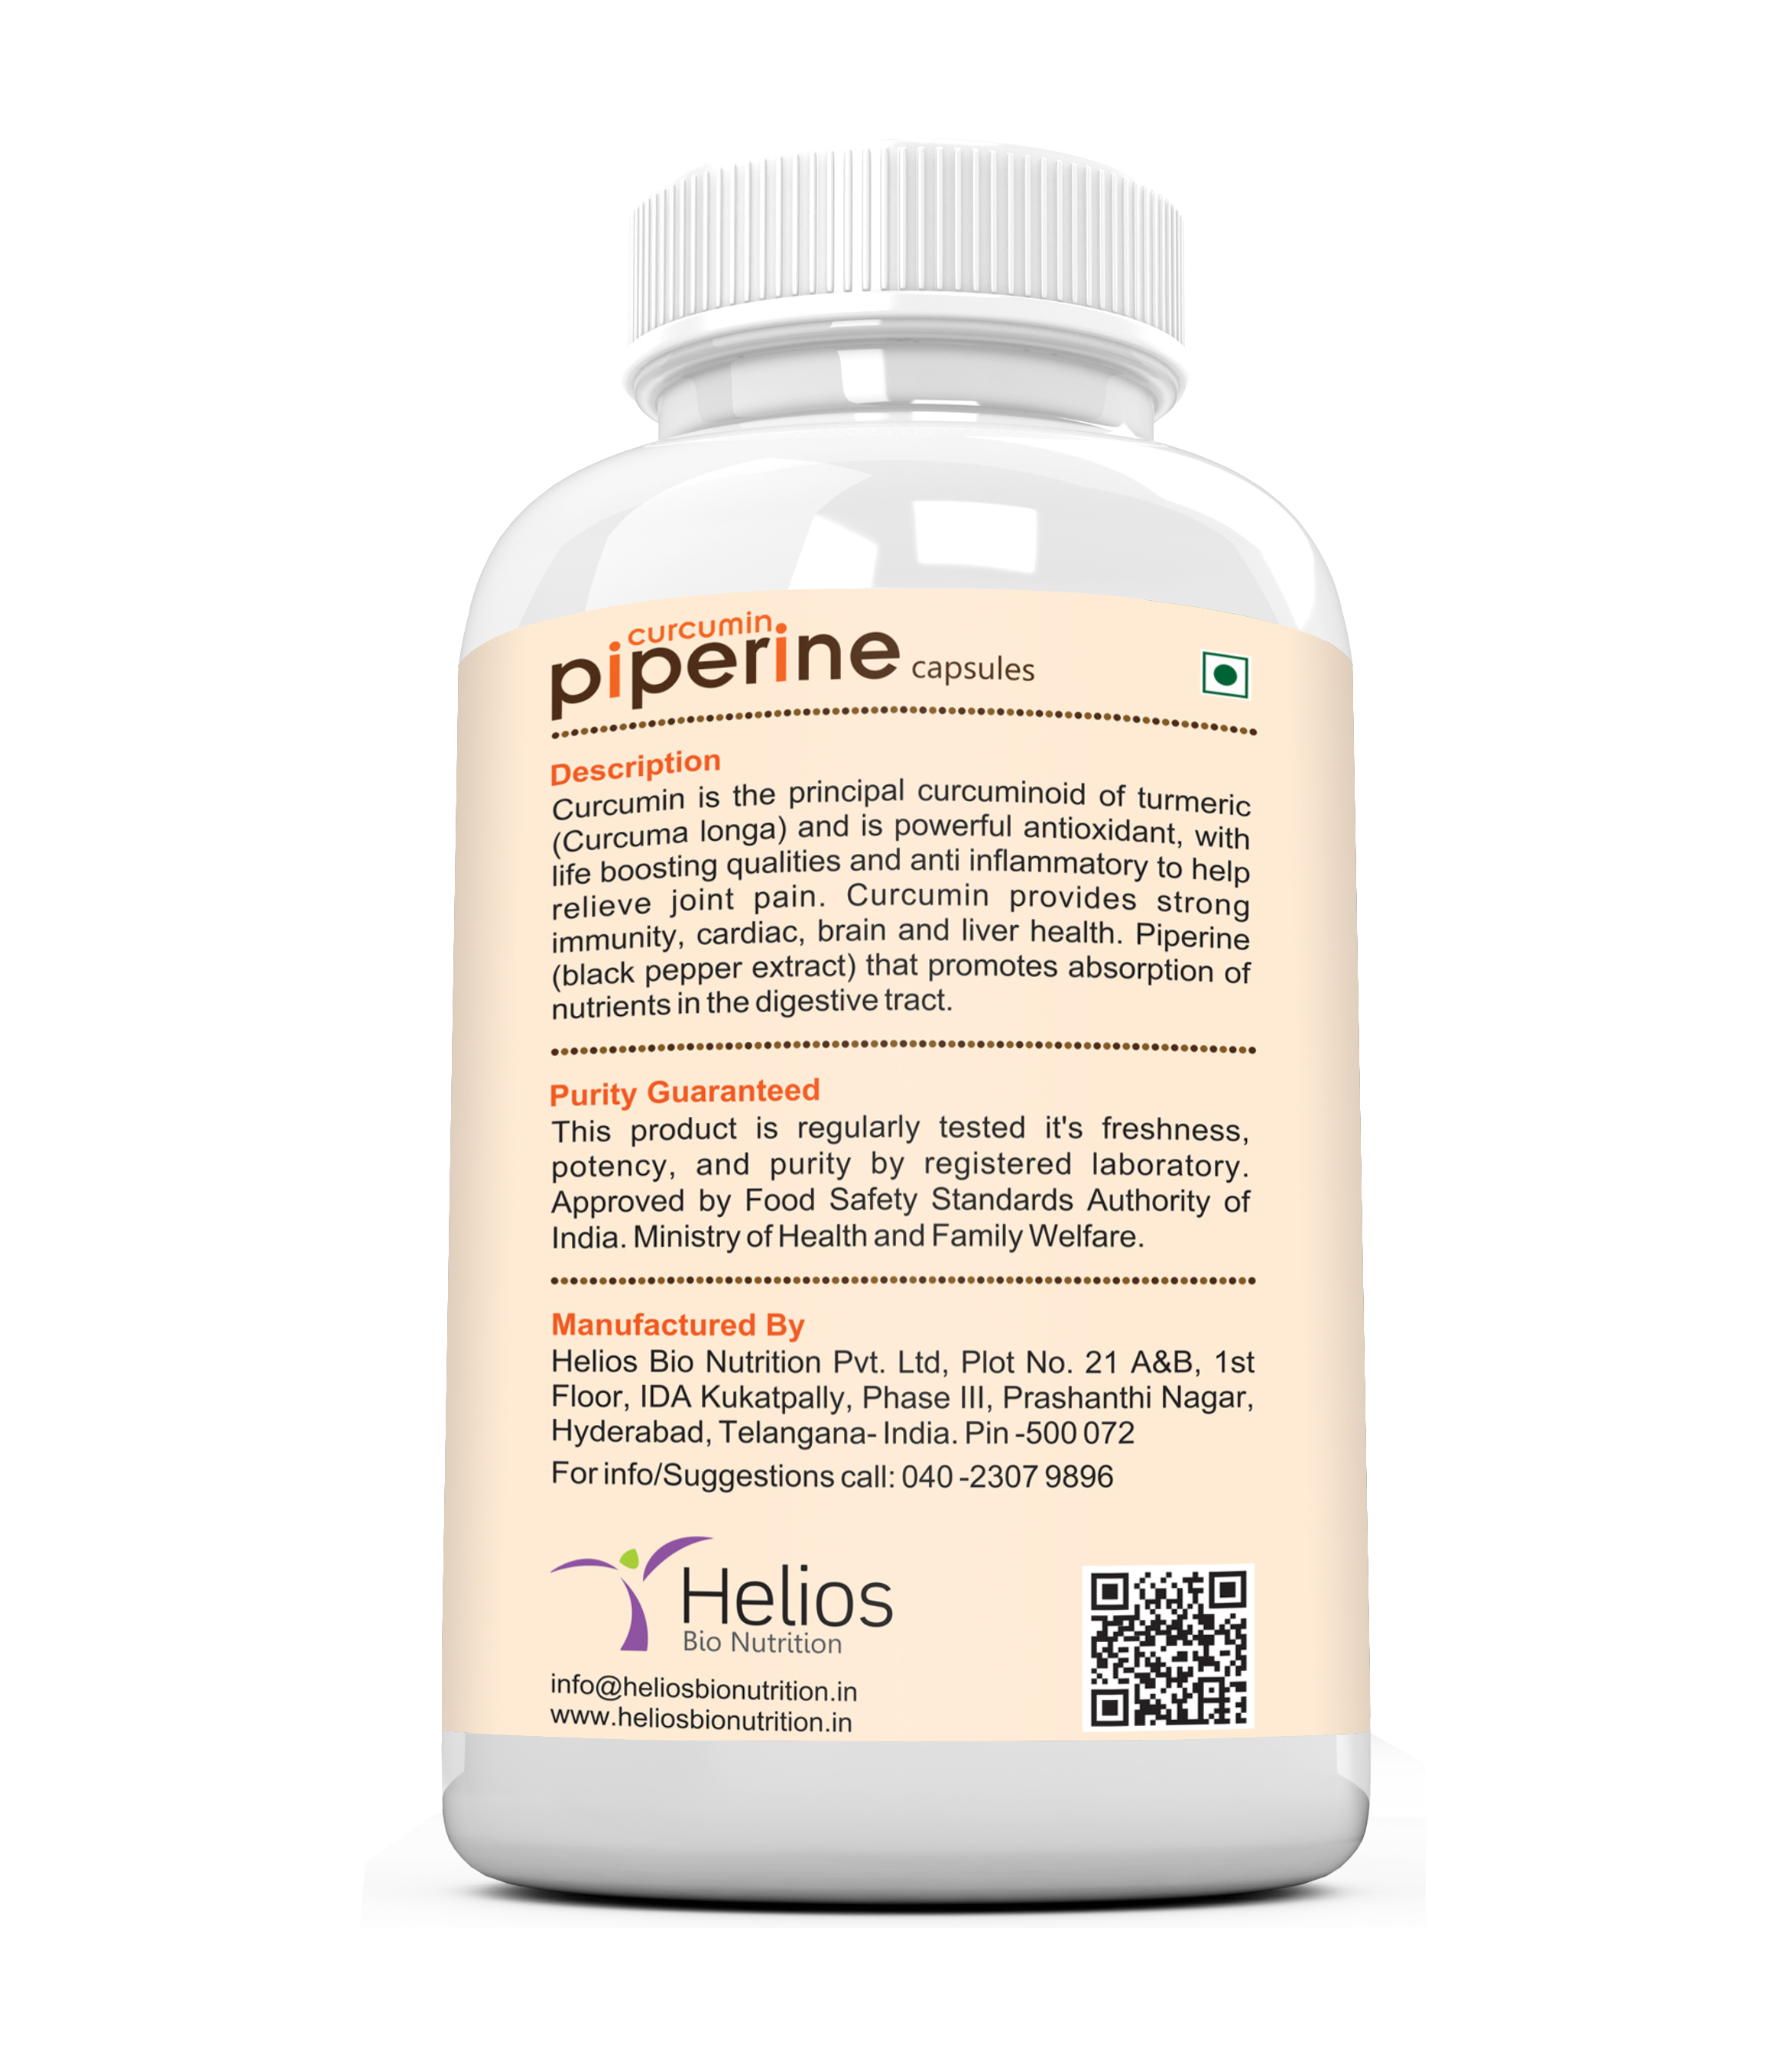 curcumin
piperine capsules
Description
Curcumin is the principal curcuminoid of turmeric
(Curcuma longa) and is powerful antioxidant, with
life boosting qualities and anti inflammatory to help
relieve joint pain. Curcumin provides strong
immunity, cardiac, brain and liver health. Piperine
(black pepper extract) that promotes absorption of
nutrients in the digestive tract.
Purity Guaranteed
This product is regularly tested it's freshness,
potency, and purity by registered laboratory.
Approved by Food Safety Standards Authority of
India. Ministry of Health and Family Welfare.
Manufactured By
Helios Bio Nutrition Pvt. Ltd, Plot No. 21 A&B, 1st
Floor, IDA Kukatpally, Phase III, Prashanthi Nagar,
Hyderabad, Telangana- India. Pin -500 072
For info/Suggestions call: 040 -2307 9896
Helios
Bio Nutrition
info@heliosbionutrition.in
www.heliosbionutrition.in